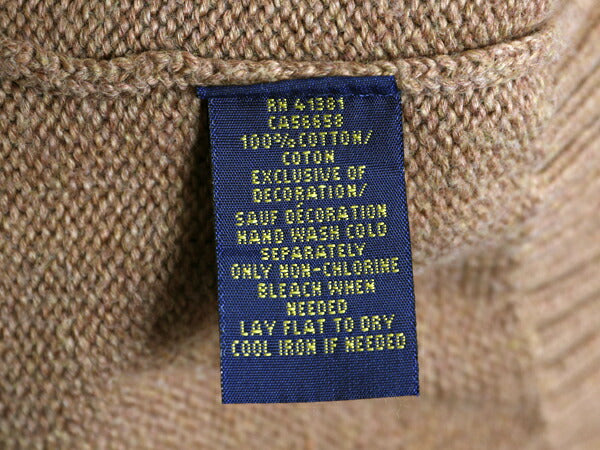 RN 41381
CA56658
100% COTTON/
COTON
EXCLUSIVE OF
DECORATION/
SAUF DÉCORATION
HAND WASH COLD
SEPARATELY
ONLY NON-CHLORINE
BLEACH WHEN
NEEDED
LAY FLAT TO DRY
COOL IRON IF NEEDED